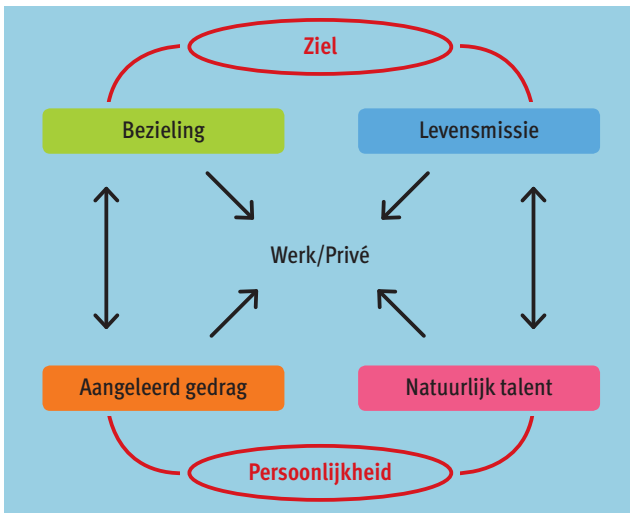 Ziel
Bezieling
Levensmissie
Werk/Privé
Aangeleerd gedrag
Natuurlijk talent
Persoonlijkheid